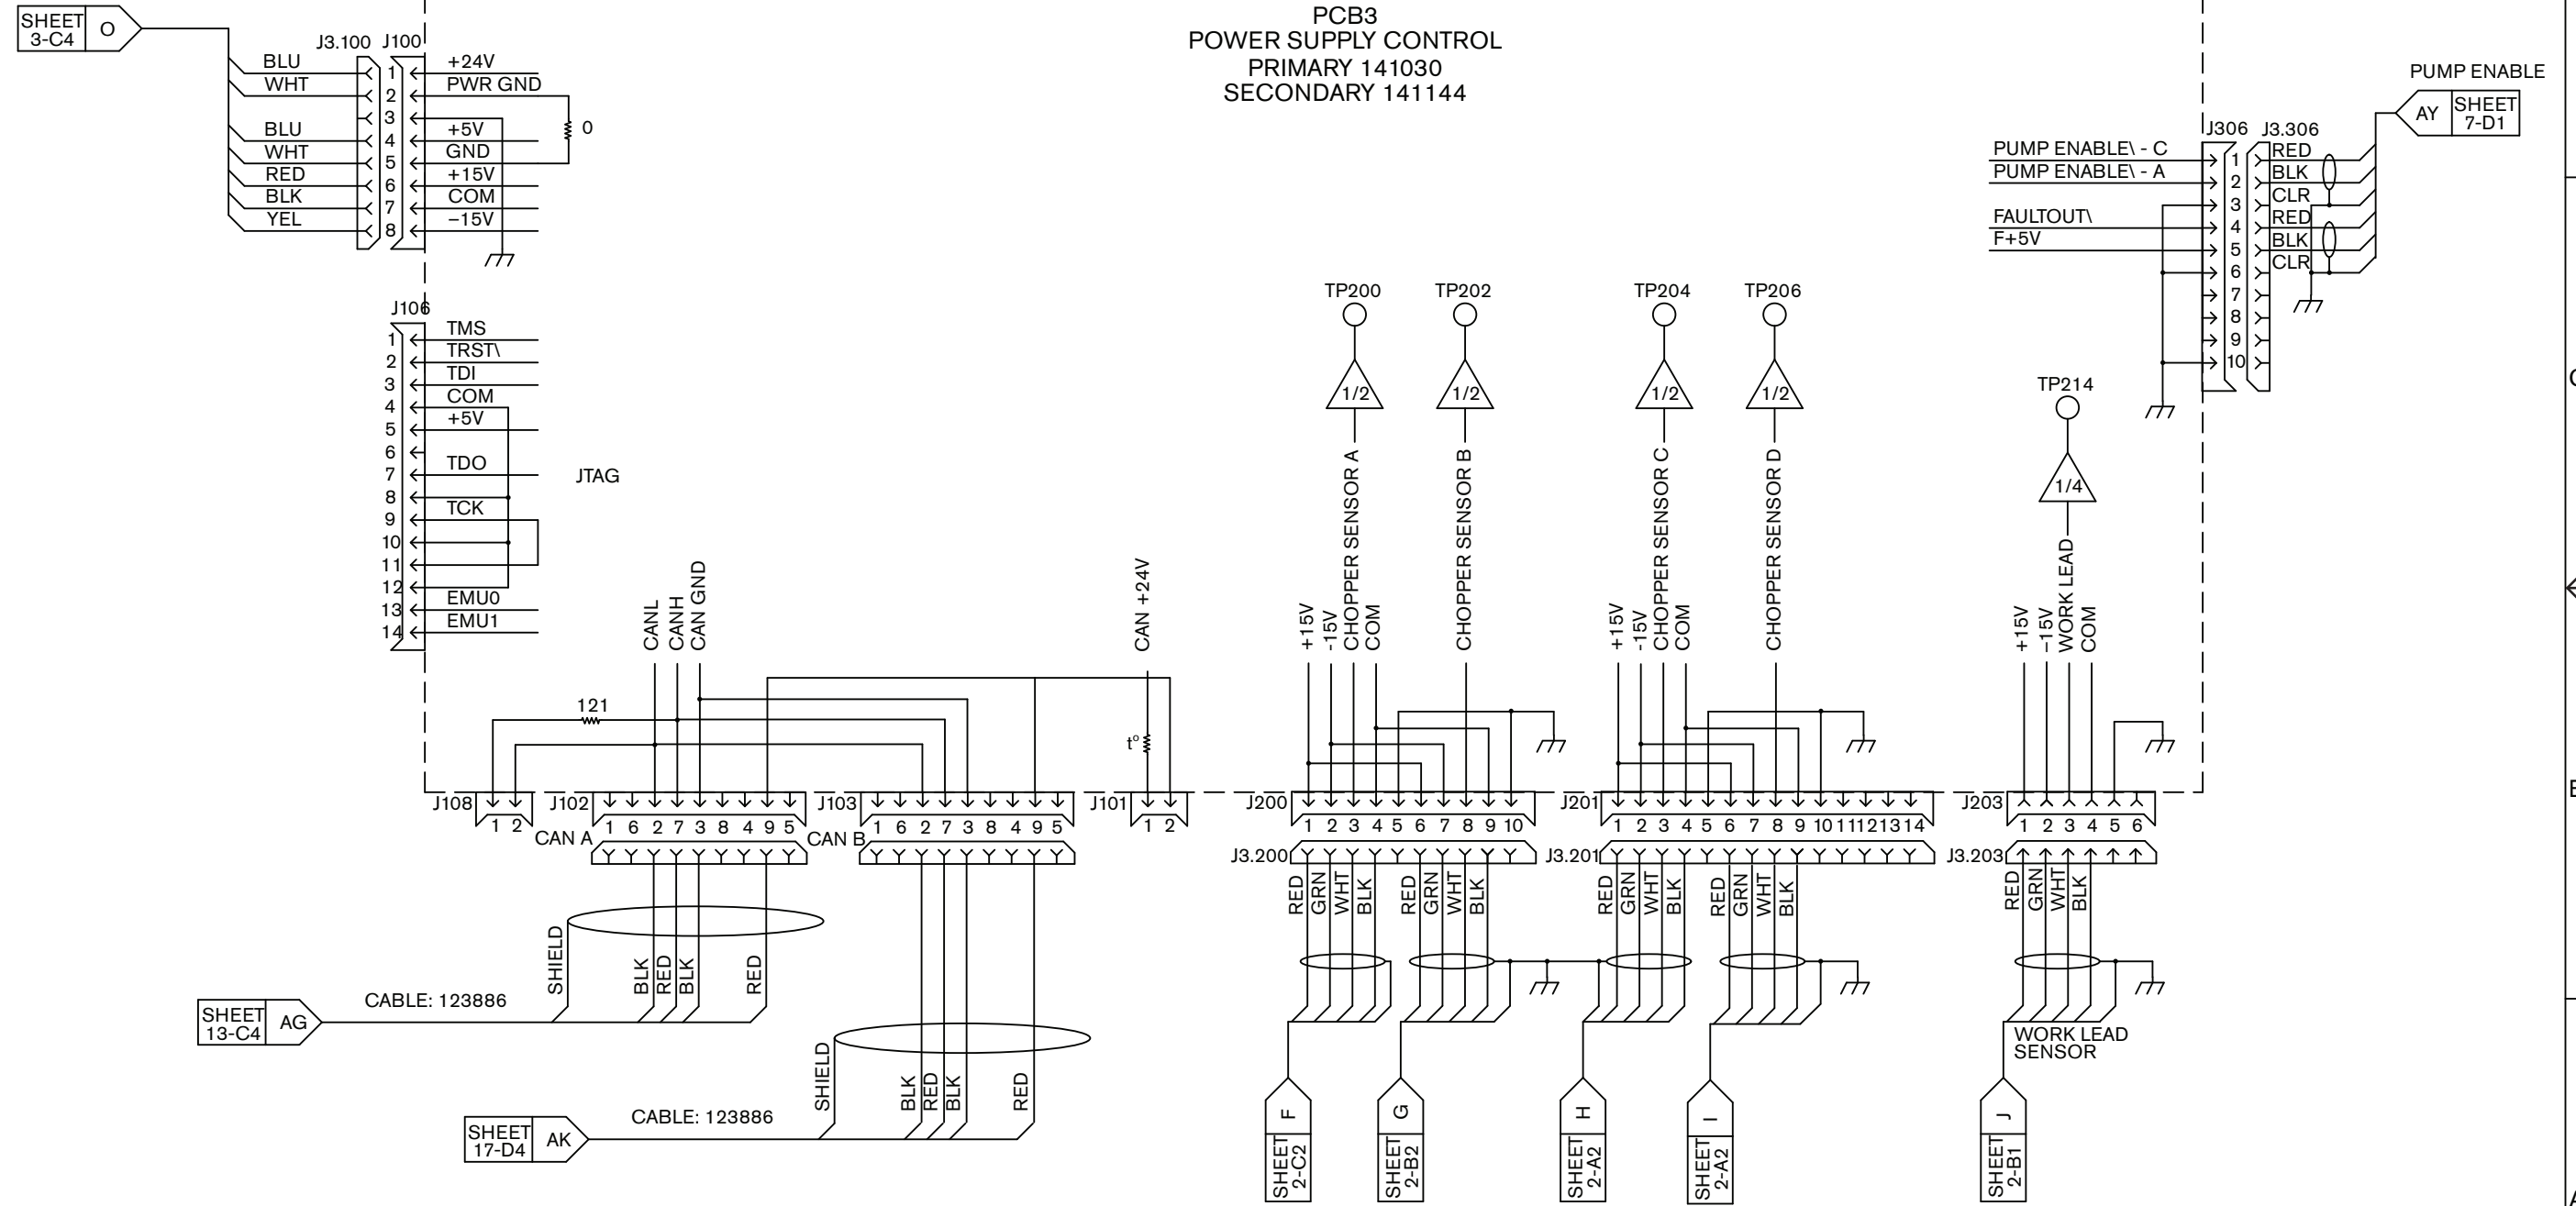 PCB3
POWER SUPPLY CONTROL
PRIMARY 141030
SECONDARY 141144
SHEET
3-C4
O
J3.100
J100
BLU
WHT
BLU
WHT
RED
BLK
YEL
1
2
3
4
5
6
7
8
+24V
PWR GND
+5V
GND
+15V
COM
−15V
0
J106
1
2
3
4
5
6
7
8
9
10
11
12
13
14
TMS
TRST\
TDI
COM
+5V
TDO
TCK
EMU0
EMU1
JTAG
PUMP ENABLE
AY
SHEET
7-D1
J306
J3.306
PUMP ENABLE\ - C
PUMP ENABLE\ - A
FAULTOUT\
F+5V
1
2
3
4
5
6
7
8
9
10
RED
BLK
CLR
RED
BLK
CLR
TP200
TP202
TP204
TP206
1/2
1/2
1/2
1/2
TP214
1/4
CANL
CANH
CAN GND
CAN +24V
+15V
-15V
CHOPPER SENSOR A
COM
CHOPPER SENSOR B
+15V
-15V
CHOPPER SENSOR C
COM
CHOPPER SENSOR D
+15V
−15V
WORK LEAD
COM
121
t°
J108
1 2
J102
1 6 2 7 3 8 4 9 5
CAN A
J103
1 6 2 7 3 8 4 9 5
CAN B
J101
1 2
J200
1 2 3 4 5 6 7 8 9 10
J201
1 2 3 4 5 6 7 8 9 10 11 12 13 14
J203
1 2 3 4 5 6
J3.200
J3.201
J3.203
RED GRN WHT BLK
RED GRN WHT BLK
RED GRN WHT BLK
RED GRN WHT BLK
RED GRN WHT BLK
SHIELD
BLK RED BLK
RED
CABLE: 123886
SHEET
13-C4
AG
SHIELD
BLK RED BLK
RED
CABLE: 123886
SHEET
17-D4
AK
WORK LEAD
SENSOR
F
SHEET
2-C2
G
SHEET
2-B2
H
SHEET
2-A2
I
SHEET
2-A2
J
SHEET
2-B1